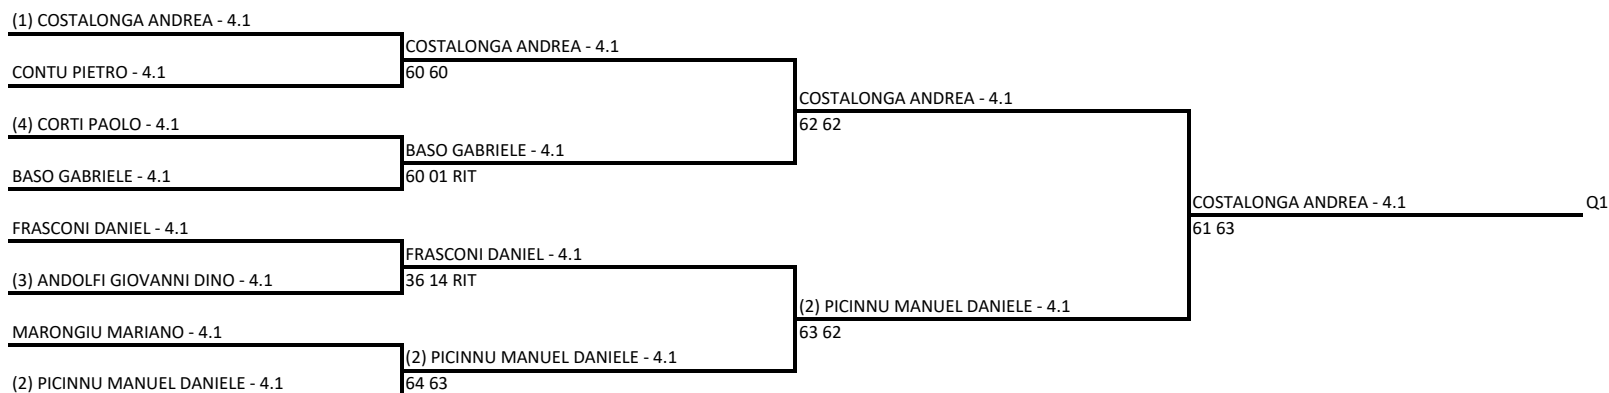 (1) COSTALONGA ANDREA - 4.1
COSTALONGA ANDREA - 4.1
CONTU PIETRO - 4.1
60 60
COSTALONGA ANDREA - 4.1
(4) CORTI PAOLO - 4.1
62 62
BASO GABRIELE - 4.1
BASO GABRIELE - 4.1
60 01 RIT
COSTALONGA ANDREA - 4.1
Q1
FRASCONI DANIEL - 4.1
61 63
FRASCONI DANIEL - 4.1
(3) ANDOLFI GIOVANNI DINO - 4.1
36 14 RIT
(2) PICINNU MANUEL DANIELE - 4.1
MARONGIU MARIANO - 4.1
63 62
(2) PICINNU MANUEL DANIELE - 4.1
(2) PICINNU MANUEL DANIELE - 4.1
64 63